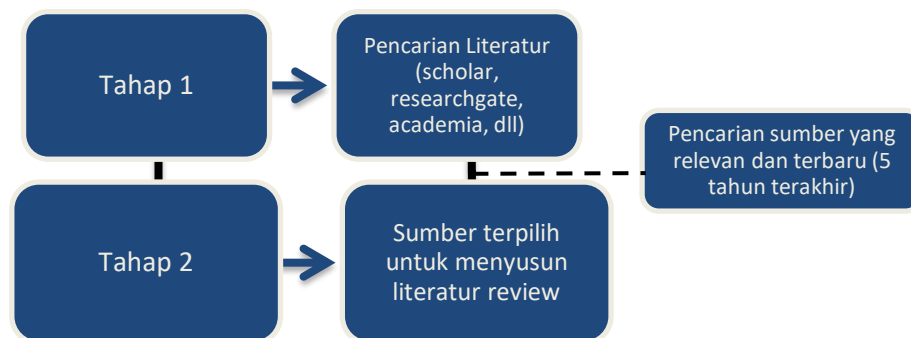 Tahap 1
Pencarian Literatur
(scholar,
researchgate,
academia, dll)
Pencarian sumber yang
relevan dan terbaru (5
tahun terakhir)
Tahap 2
Sumber terpilih
untuk menyusun
literatur review